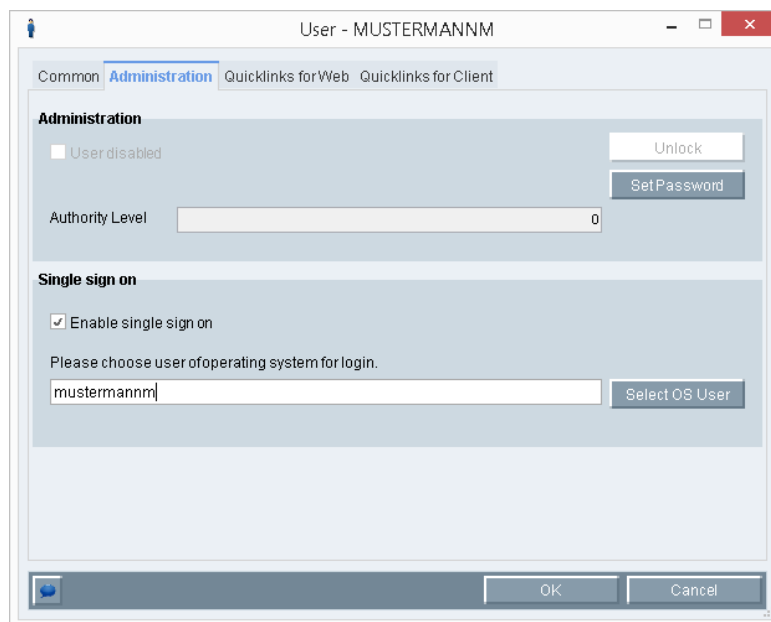 User - MUSTERMANNM
Common Administration Quicklinks for Web Quicklinks for Client
Administration
User disabled
Unlock
Set Password
Authority Level 0
Single sign on
Enable single sign on
Please choose user of operating system for login.
mustermannm Select OS User
OK Cancel